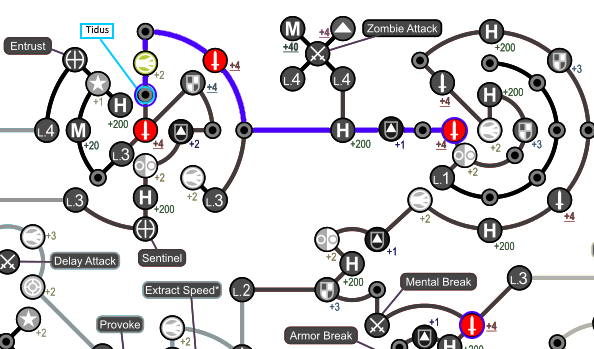 M
+4
Tidus
+40
Zombie Attack
+200
Entrust
+2
+4
+3
+1
H
+200
+4
L.4
L.4
+4
H
+200
L.4
M
+20
+4
+2
H
+200
+1
+4
+2
+3
L.3
+2
+2
L.1
+2
L.3
H
+200
+2
L.3
+2
H
+200
+4
+3
Sentinel
+2
+1
Delay Attack
H
+200
Mental Break
L.3
+2
Extract Speed*
L.2
+3
+2
Provoke
+2
Armor Break
+1
+4
H
+200